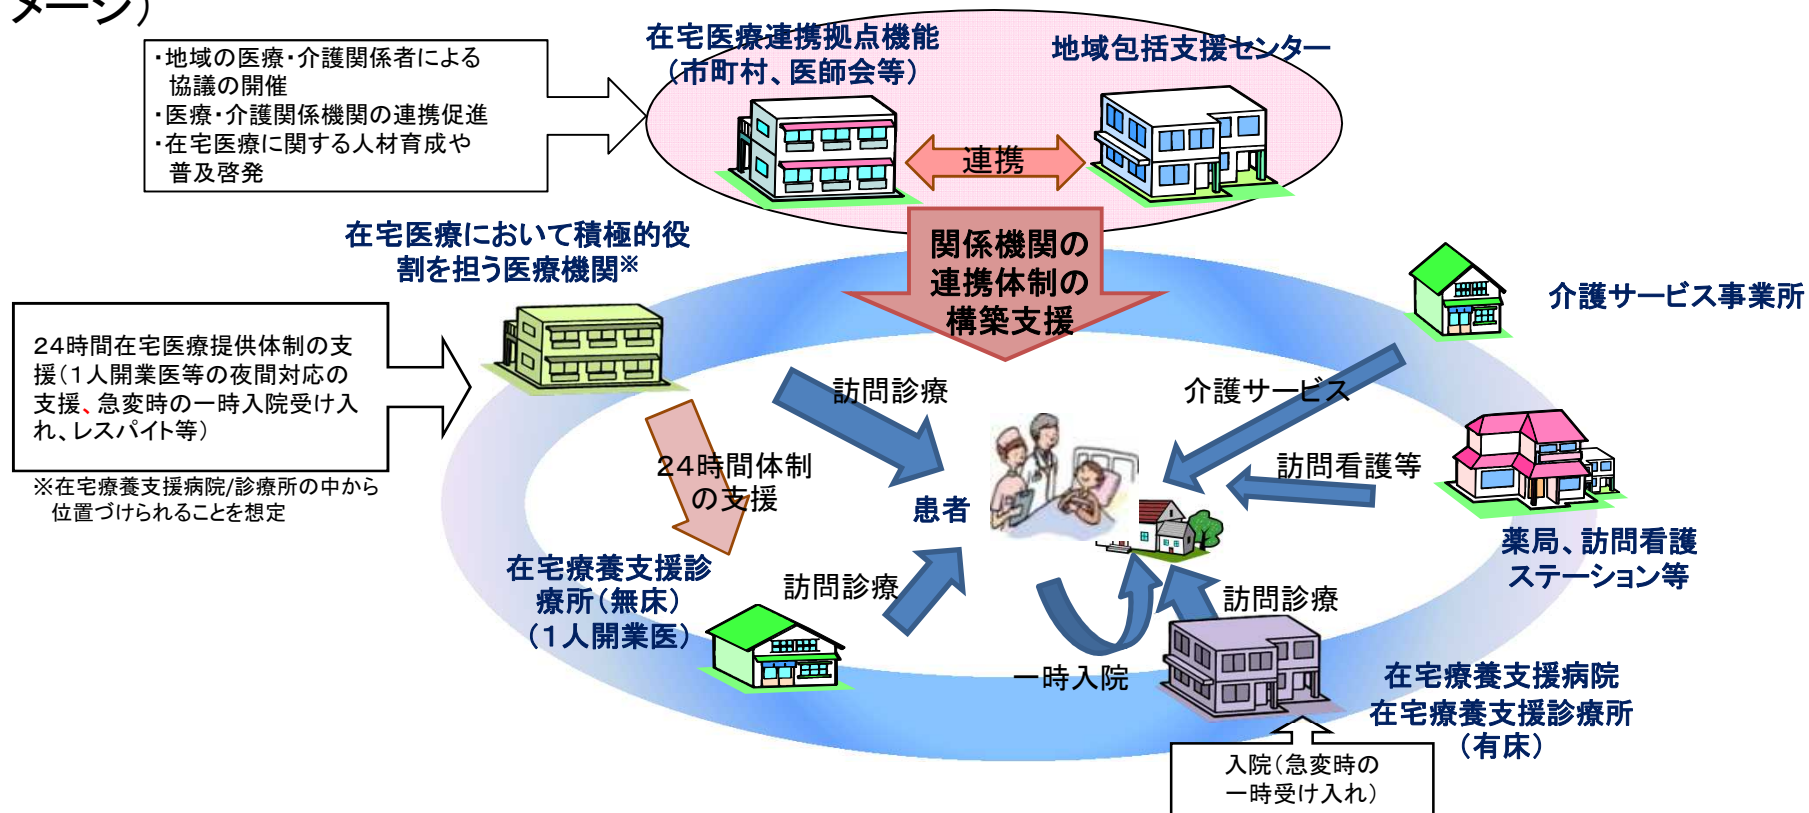 メージ）
・地域の医療・介護関係者による
協議の開催
・医療・介護関係機関の連携促進
・在宅医療に関する人材育成や
普及啓発
在宅医療連携拠点機能
（市町村、医師会等）
地域包括支援センター
連携
関係機関の
連携体制の
構築支援
在宅医療において積極的役
割を担う医療機関※
介護サービス事業所
２４時間在宅医療提供体制の支
援（１人開業医等の夜間対応の
支援、急変時の一時入院受け入
れ、レスパイト等）
※在宅療養支援病院/診療所の中から
位置づけられることを想定
訪問診療
介護サービス
２４時間体制
の支援
訪問看護等
患者
薬局、訪問看護
ステーション等
在宅療養支援診
療所（無床）
（１人開業医）
訪問診療
訪問診療
一時入院
在宅療養支援病院
在宅療養支援診療所
（有床）
入院（急変時の
一時受け入れ）